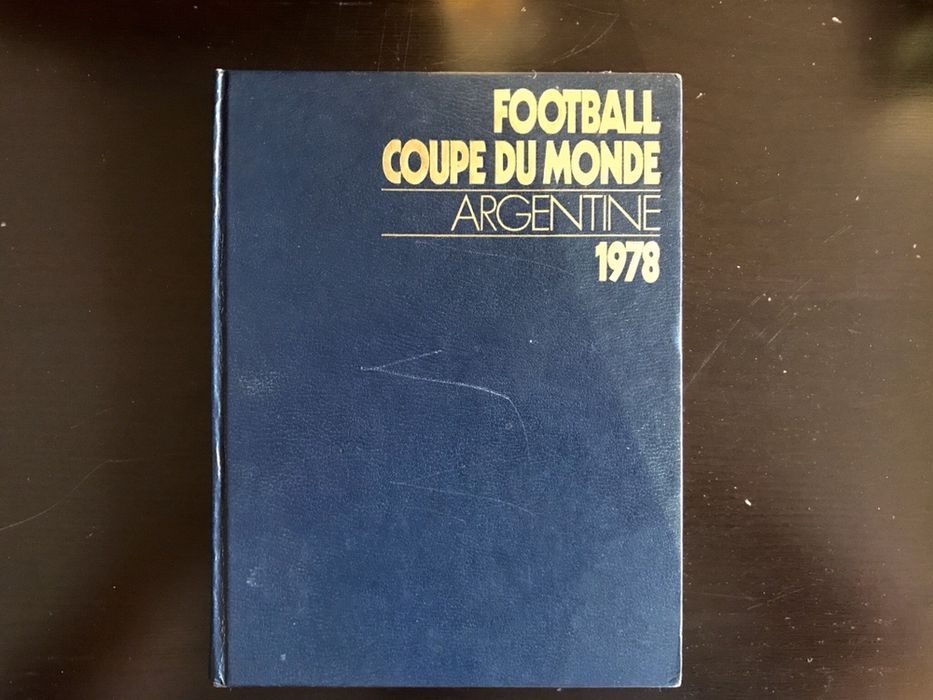 FOOTBALL
COUPE DU MONDE
ARGENTINE
1978